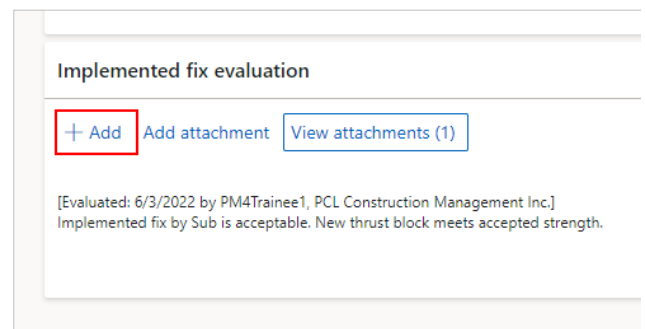 Implemented fix evaluation
+ Add Add attachment View attachments (1)
[Evaluated: 6/3/2022 by PM4Trainee1, PCL Construction Management Inc.]
Implemented fix by Sub is acceptable. New thrust block meets accepted strength.